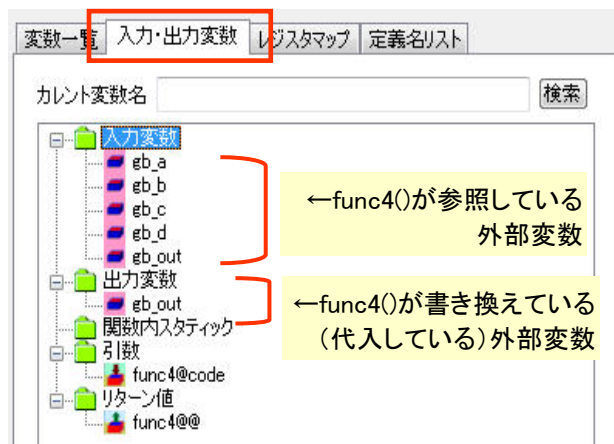 変数一覧 入力・出力変数 レジスタマップ 定義名リスト
カレント変数名 検索
入力変数
gb_a
gb_b
gb_c
gb_d
gb_out
←func4()が参照している
外部変数
出力変数
gb_out
←func4()が書き換えている
（代入している）外部変数
関数内スタティック
引数
func4@code
リターン値
func4@@